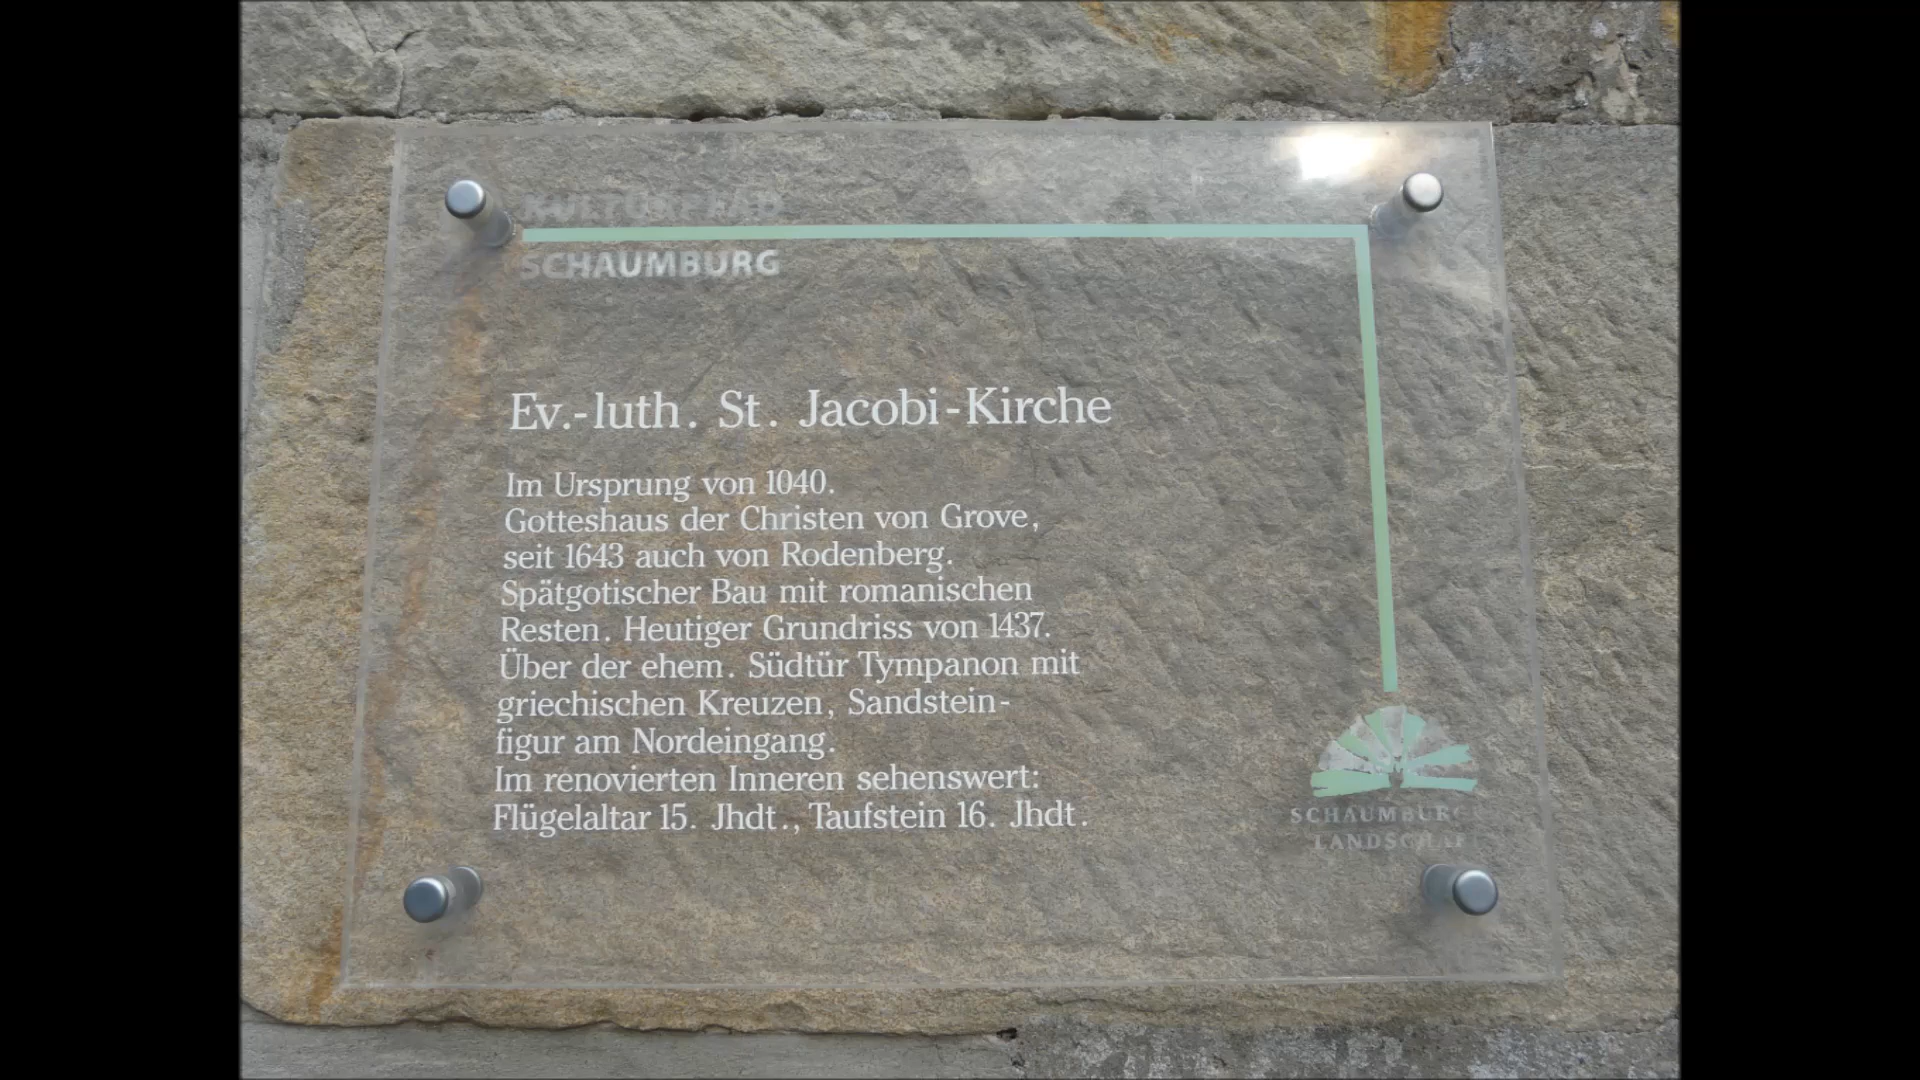 KULTURPFAD
SCHAUMBURG
Ev.-luth. St. Jacobi-Kirche
Im Ursprung von 1040.
Gotteshaus der Christen von Grove,
seit 1643 auch von Rodenberg.
Spätgotischer Bau mit romanischen
Resten. Heutiger Grundriss von 1437.
Über der ehem. Südtür Tympanon mit
griechischen Kreuzen, Sandstein-
figur am Nordeingang.
Im renovierten Inneren sehenswert:
Flügelaltar 15. Jhdt., Taufstein 16. Jhdt.
SCHAUMBURGER
LANDSCHAFT